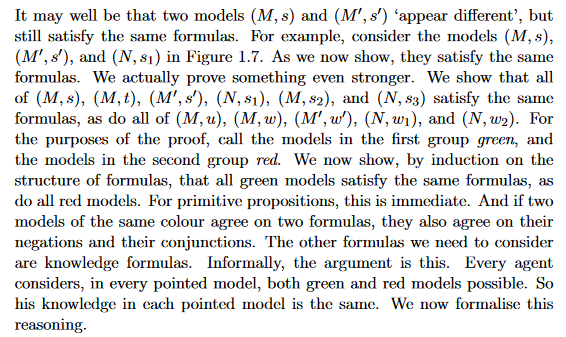 It may well be that two models (M, s) and (M′, s′) ‘appear different’, but
still satisfy the same formulas. For example, consider the models (M, s),
(M′, s′), and (N, s₁) in Figure 1.7. As we now show, they satisfy the same
formulas. We actually prove something even stronger. We show that all
of (M, s), (M, t), (M′, s′), (N, s₁), (M, s₂), and (N, s₃) satisfy the same
formulas, as do all of (M, u), (M, w), (M′, w′), (N, w₁), and (N, w₂). For
the purposes of the proof, call the models in the first group green, and
the models in the second group red. We now show, by induction on the
structure of formulas, that all green models satisfy the same formulas, as
do all red models. For primitive propositions, this is immediate. And if two
models of the same colour agree on two formulas, they also agree on their
negations and their conjunctions. The other formulas we need to consider
are knowledge formulas. Informally, the argument is this. Every agent
considers, in every pointed model, both green and red models possible. So
his knowledge in each pointed model is the same. We now formalise this
reasoning.